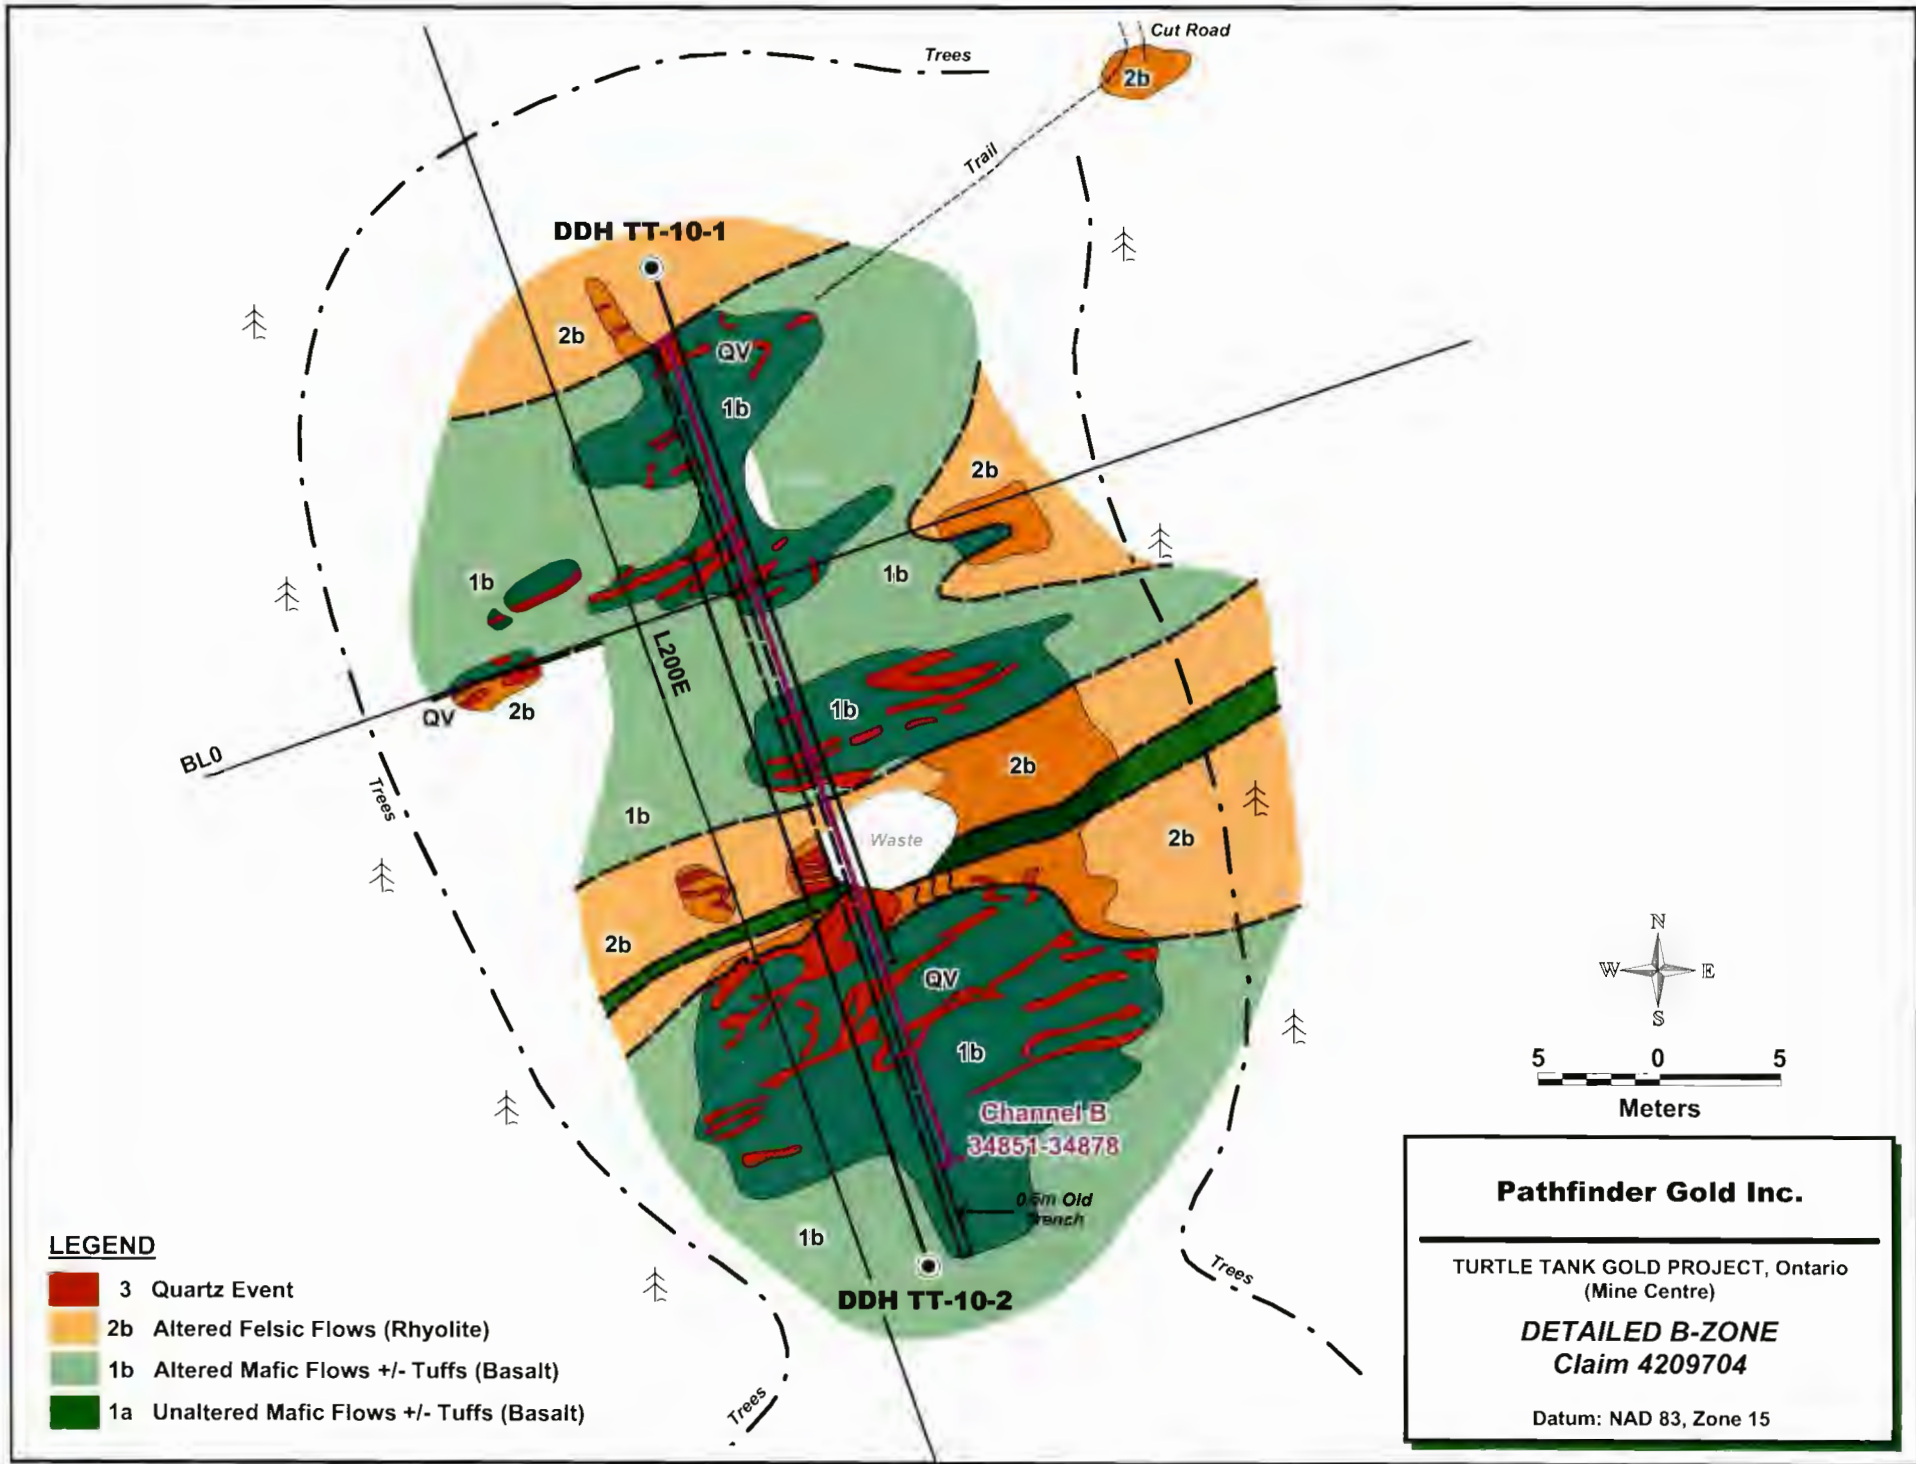 Cut Road
Trees
2b
Trail
DDH TT-10-1
2b
QV
1b
2b
1b
1b
L200E
QV
2b
1b
BL0
Trees
2b
1b
Waste
2b
2b
QV
1b
N
W
E
S
5 0 5
Meters
Channel B
34851-34878
Old
1b
DDH TT-10-2
Trees
Trees
LEGEND
3 Quartz Event
2b Altered Felsic Flows (Rhyolite)
1b Altered Mafic Flows +/- Tuffs (Basalt)
1a Unaltered Mafic Flows +/- Tuffs (Basalt)
Pathfinder Gold Inc.
TURTLE TANK GOLD PROJECT, Ontario
(Mine Centre)
DETAILED B-ZONE
Claim 4209704
Datum: NAD 83, Zone 15